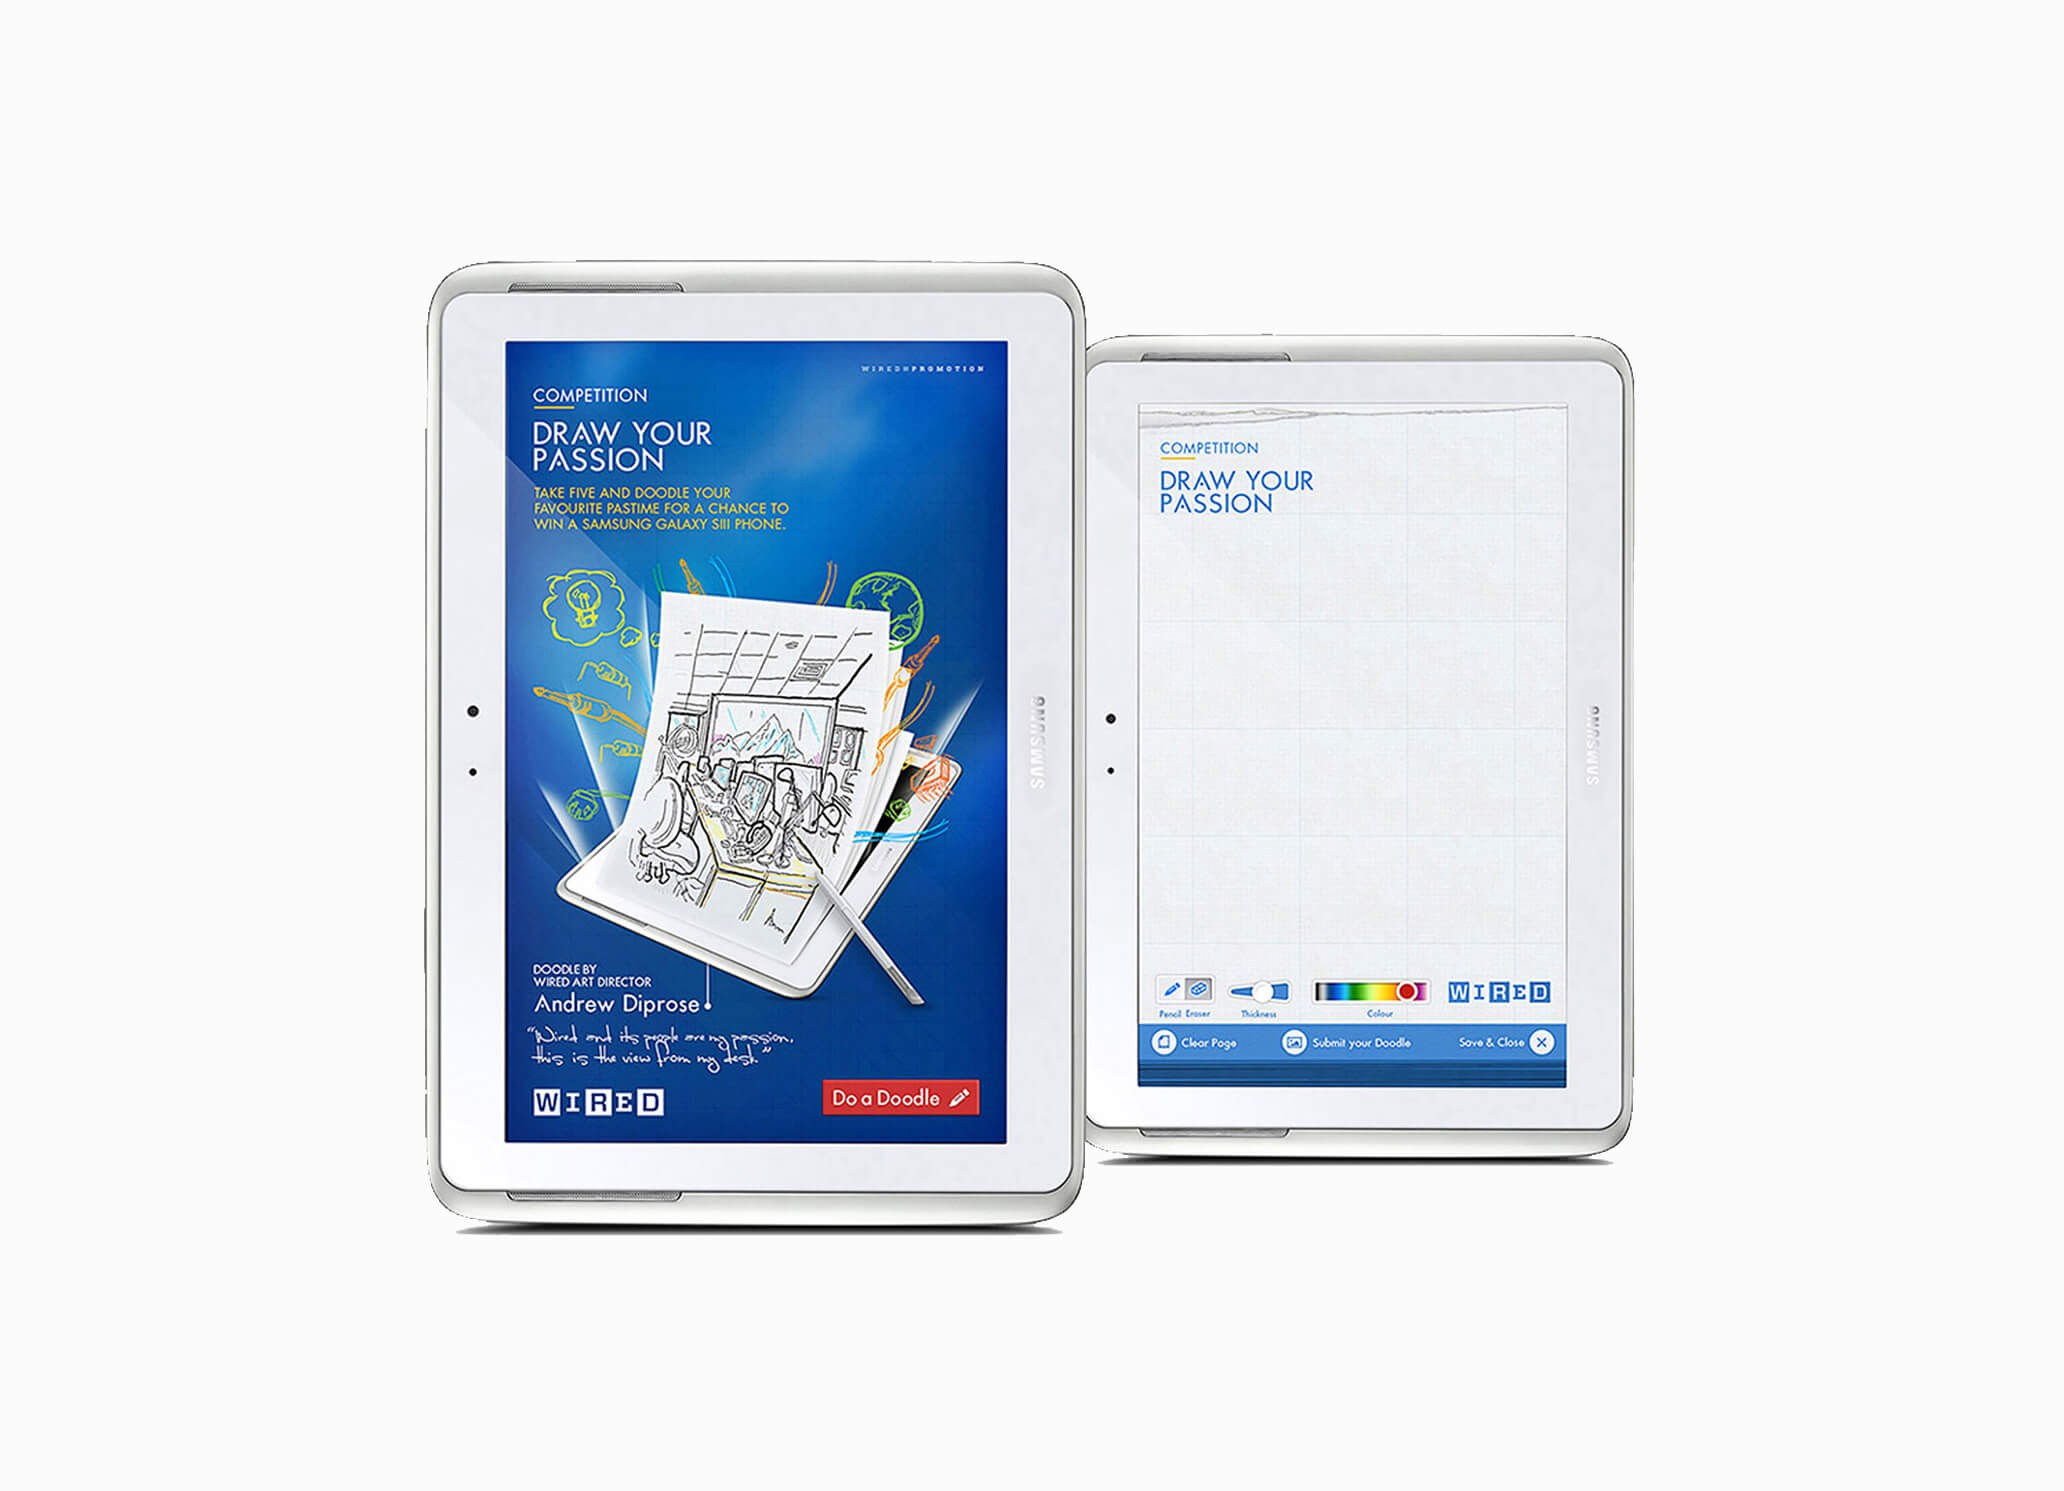 WIREDxPROMOTION
COMPETITION
DRAW YOUR
PASSION
TAKE FIVE AND DOODLE YOUR
FAVOURITE PASTIME FOR A CHANCE TO
WIN A SAMSUNG GALAXY SIII PHONE.
DOODLE BY
WIRED ART DIRECTOR
Andrew Diprose
"Wired and its people are my passion,
this is the view from my desk."
WIRED
Do a Doodle
SAMSUNG
COMPETITION
DRAW YOUR
PASSION
Pencil Eraser
Thickness
Colour
WIRED
Clear Page
Submit your Doodle
Save & Close
SAMSUNG